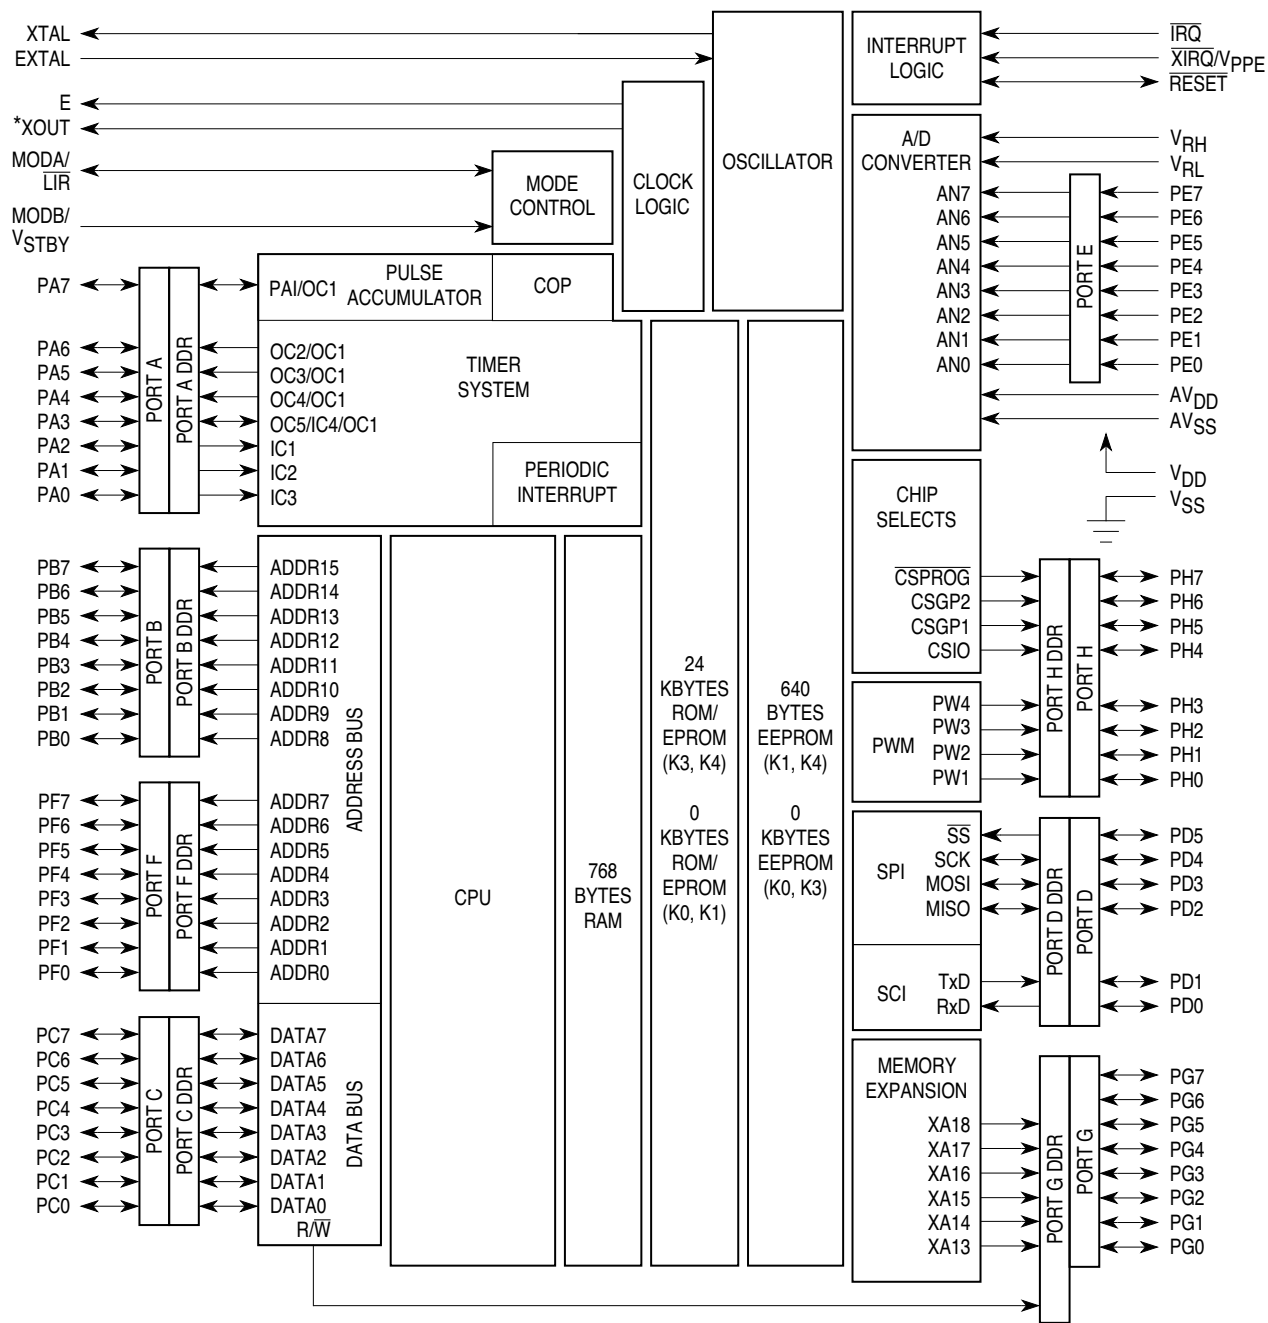 XTAL
EXTAL
E
*XOUT
MODA/
LIR
MODB/
VSTBY
PA7
PA6
PA5
PA4
PA3
PA2
PA1
PA0
PORT A
PORT A DDR
PAI/OC1
PULSE
ACCUMULATOR
COP
OC2/OC1
OC3/OC1
OC4/OC1
OC5/IC4/OC1
IC1
IC2
IC3
TIMER
SYSTEM
PERIODIC
INTERRUPT
MODE
CONTROL
CLOCK
LOGIC
OSCILLATOR
INTERRUPT
LOGIC
IRQ
XIRQ/VPPE
RESET
A/D
CONVERTER
AN7
AN6
AN5
AN4
AN3
AN2
AN1
AN0
PORT E
VRH
VRL
PE7
PE6
PE5
PE4
PE3
PE2
PE1
PE0
AVDD
AVSS
VDD
VSS
PB7
PB6
PB5
PB4
PB3
PB2
PB1
PB0
PORT B
PORT B DDR
ADDR15
ADDR14
ADDR13
ADDR12
ADDR11
ADDR10
ADDR9
ADDR8
ADDRESS BUS
PF7
PF6
PF5
PF4
PF3
PF2
PF1
PF0
PORT F
PORT F DDR
ADDR7
ADDR6
ADDR5
ADDR4
ADDR3
ADDR2
ADDR1
ADDR0
PC7
PC6
PC5
PC4
PC3
PC2
PC1
PC0
PORT C
PORT C DDR
DATA7
DATA6
DATA5
DATA4
DATA3
DATA2
DATA1
DATA0
R/W
DATA BUS
CPU
768
BYTES
RAM
24
KBYTES
ROM/
EPROM
(K3, K4)
0
KBYTES
ROM/
EPROM
(K0, K1)
640
BYTES
EEPROM
(K1, K4)
0
KBYTES
EEPROM
(K0, K3)
CHIP
SELECTS
CSPROG
CSGP2
CSGP1
CSIO
PWM
PW4
PW3
PW2
PW1
PORT H DDR
PORT H
PH7
PH6
PH5
PH4
PH3
PH2
PH1
PH0
SPI
SS
SCK
MOSI
MISO
SCI
TxD
RxD
PORT D DDR
PORT D
PD5
PD4
PD3
PD2
PD1
PD0
MEMORY
EXPANSION
XA18
XA17
XA16
XA15
XA14
XA13
PORT G DDR
PORT G
PG7
PG6
PG5
PG4
PG3
PG2
PG1
PG0